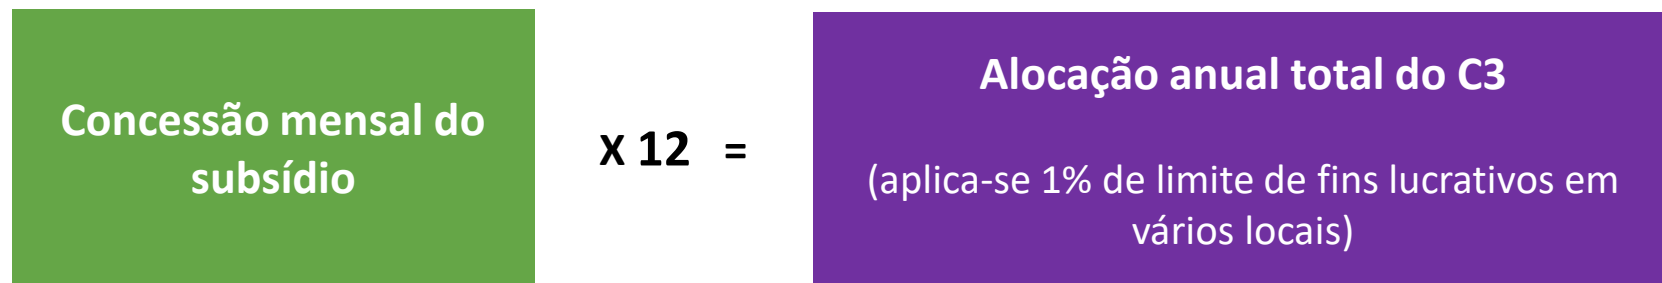 Concessão mensal do
subsídio
X 12 =
Alocação anual total do C3
(aplica-se 1% de limite de fins lucrativos em
vários locais)